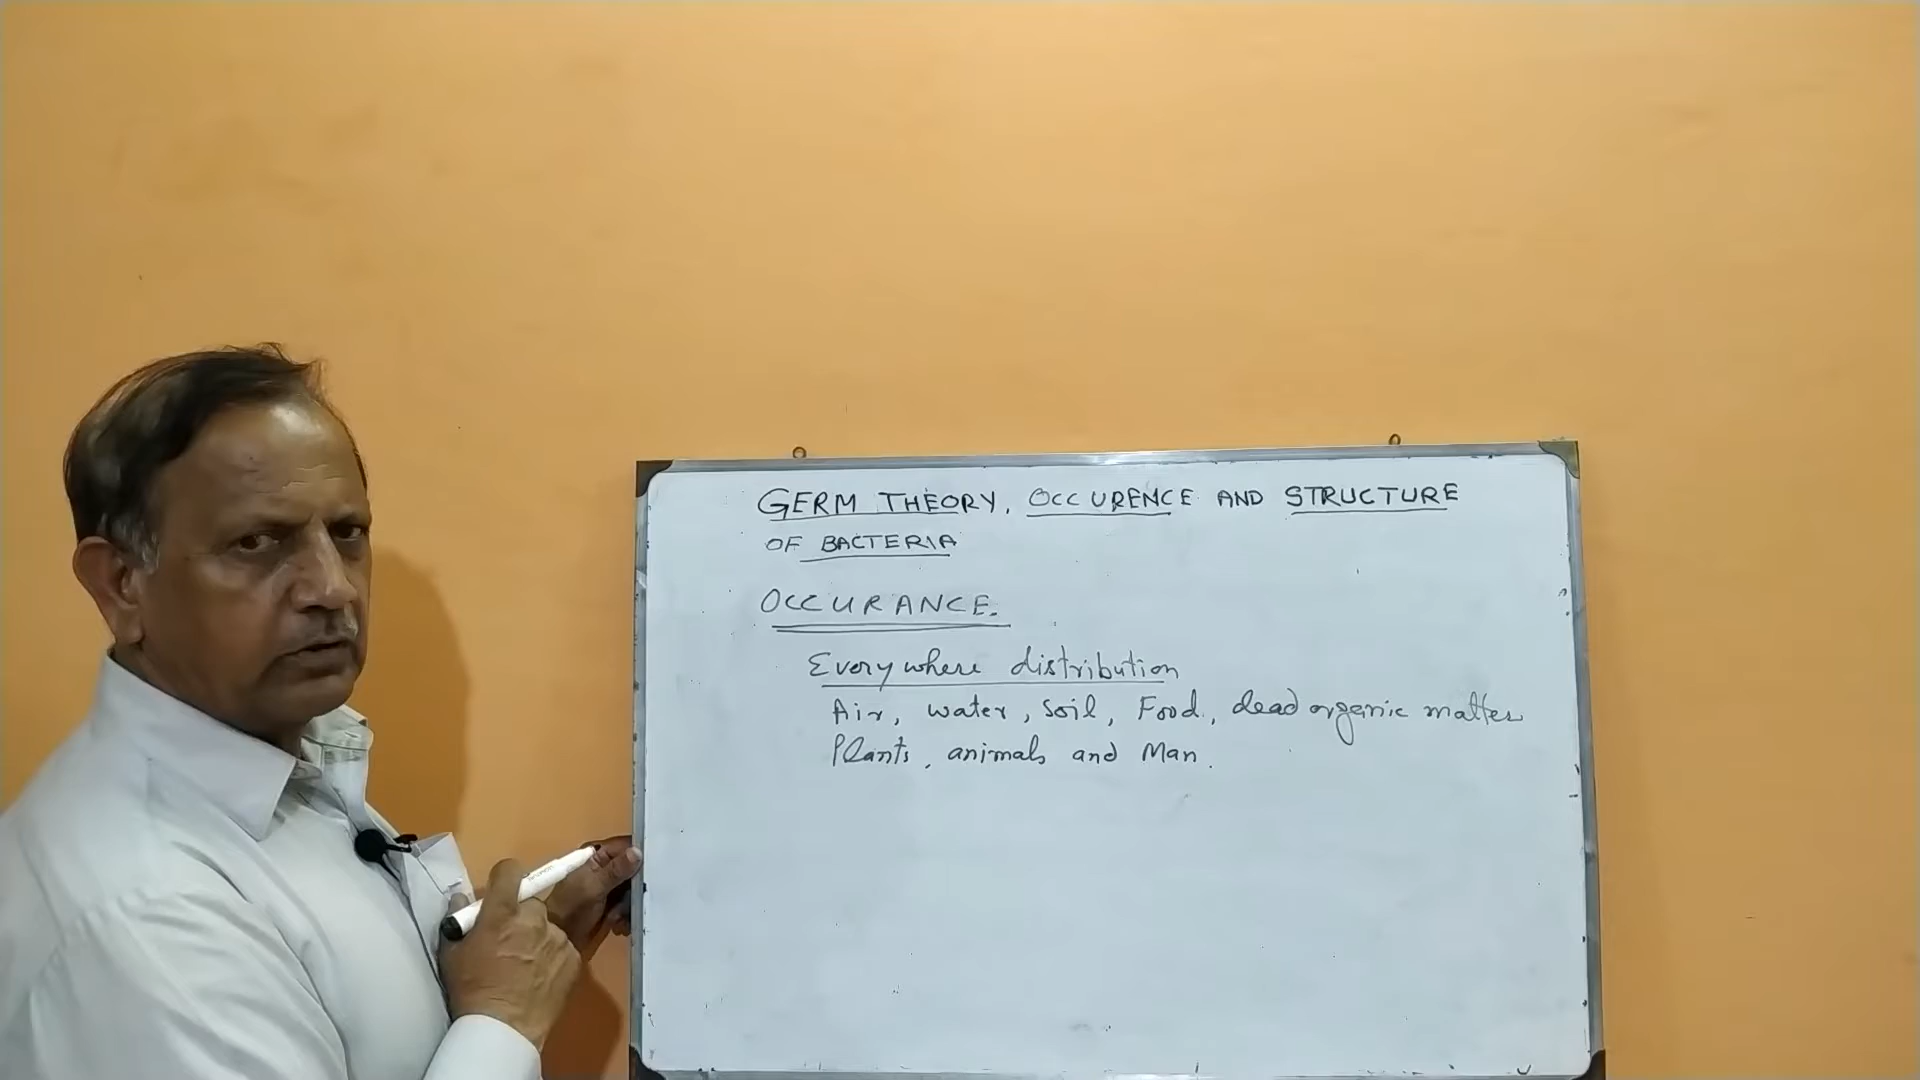 GERM THEORY, OCCURENCE AND STRUCTURE
OF BACTERIA
OCCURANCE.
Everywhere distribution
Air, water, Soil, Food, dead organic matter
Plants, animals and Man.